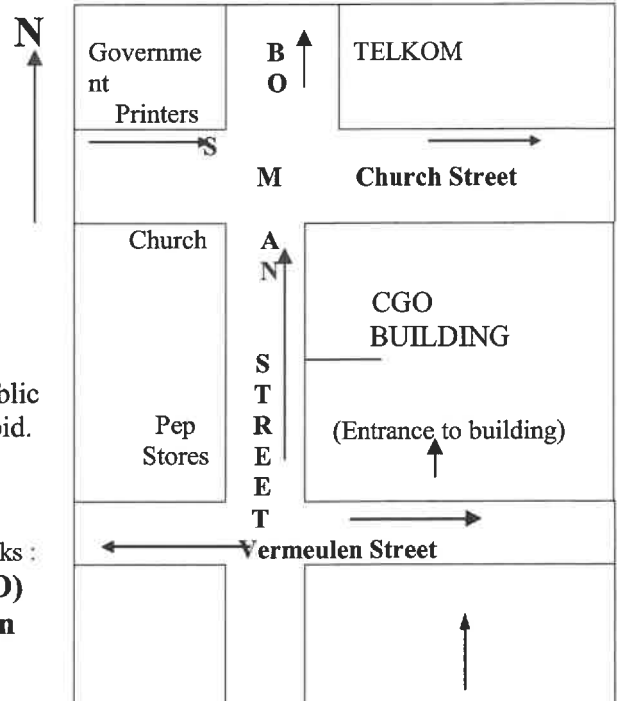 N
Governme
nt
Printers
B
O
S
M
A
N
TELKOM
Church Street
Church
CGO
BUILDING
S
T
R
E
E
T
blic
oid.
Pep
Stores
(Entrance to building)
Vermeulen Street
ks :
O)
n